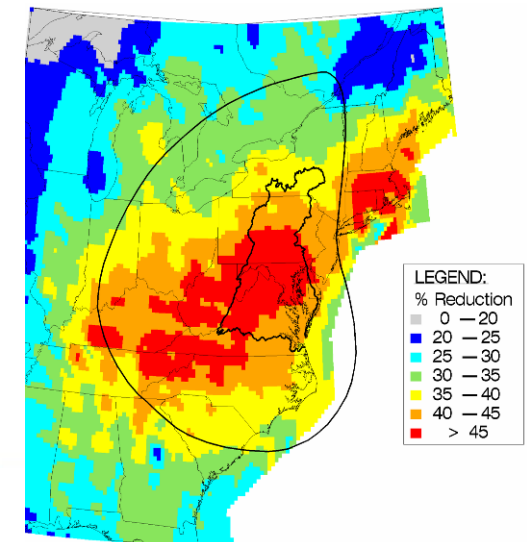 LEGEND:
% Reduction
0 — 20
20 — 25
25 — 30
30 — 35
35 — 40
40 — 45
> 45